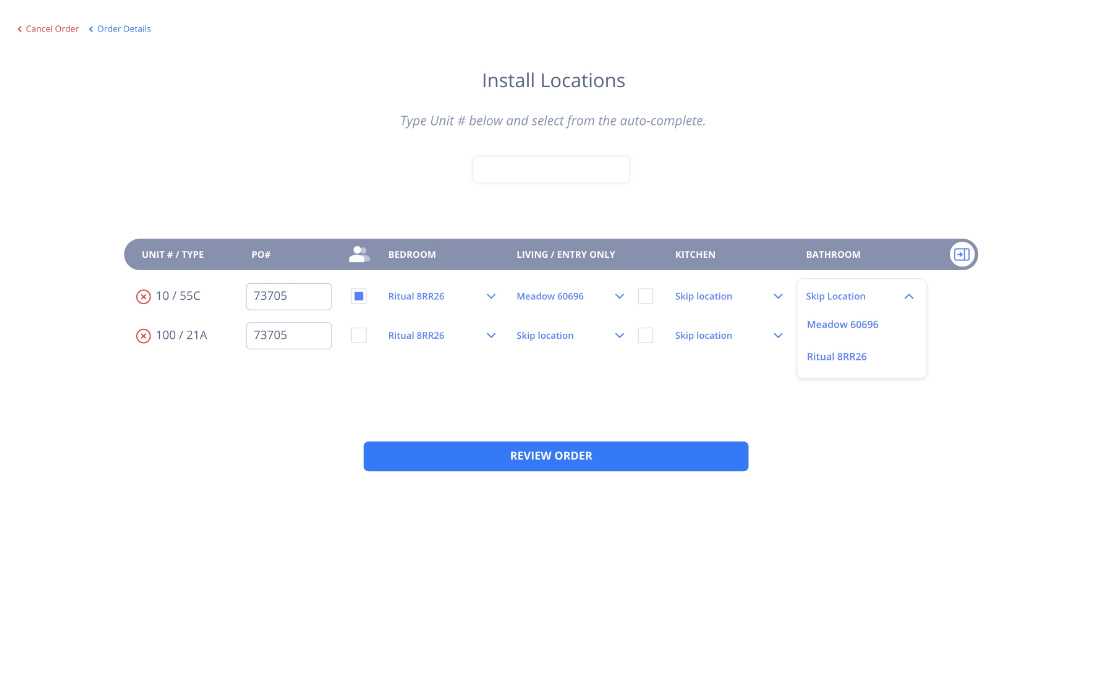 Cancel Order Order Details
Install Locations
Type Unit # below and select from the auto-complete.
UNIT # / TYPE PO# BEDROOM LIVING / ENTRY ONLY KITCHEN BATHROOM
10 / 55C 73705 Ritual 8RR26 Meadow 60696 Skip location Skip Location
Meadow 60696
100 / 21A 73705 Ritual 8RR26 Skip location Skip location
Ritual 8RR26
REVIEW ORDER